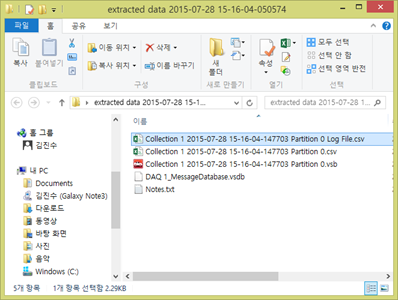 extracted data 2015-07-28 15-16-04-050574
파일 홈 공유 보기
복사 붙여넣기
이동 위치 삭제
복사 위치 이름 바꾸기
새 폴더
속성
모두 선택
선택 안 함
선택 영역 반전
클립보드 구성 새로 만들기 열기 선택
extracted data 2015-07-28 15-1... extracted data 2015-07-28 1...
이름
홈 그룹
김진수
내 PC
Documents
김진수 (Galaxy Note3)
다운로드
동영상
바탕 화면
사진
음악
Windows (C:)
Collection 1 2015-07-28 15-16-04-147703 Partition 0 Log File.csv
Collection 1 2015-07-28 15-16-04-147703 Partition 0.csv
Collection 1 2015-07-28 15-16-04-147703 Partition 0.vsb
DAQ 1_MessageDatabase.vsdb
Notes.txt
5개 항목 1개 항목 선택함 2.29KB